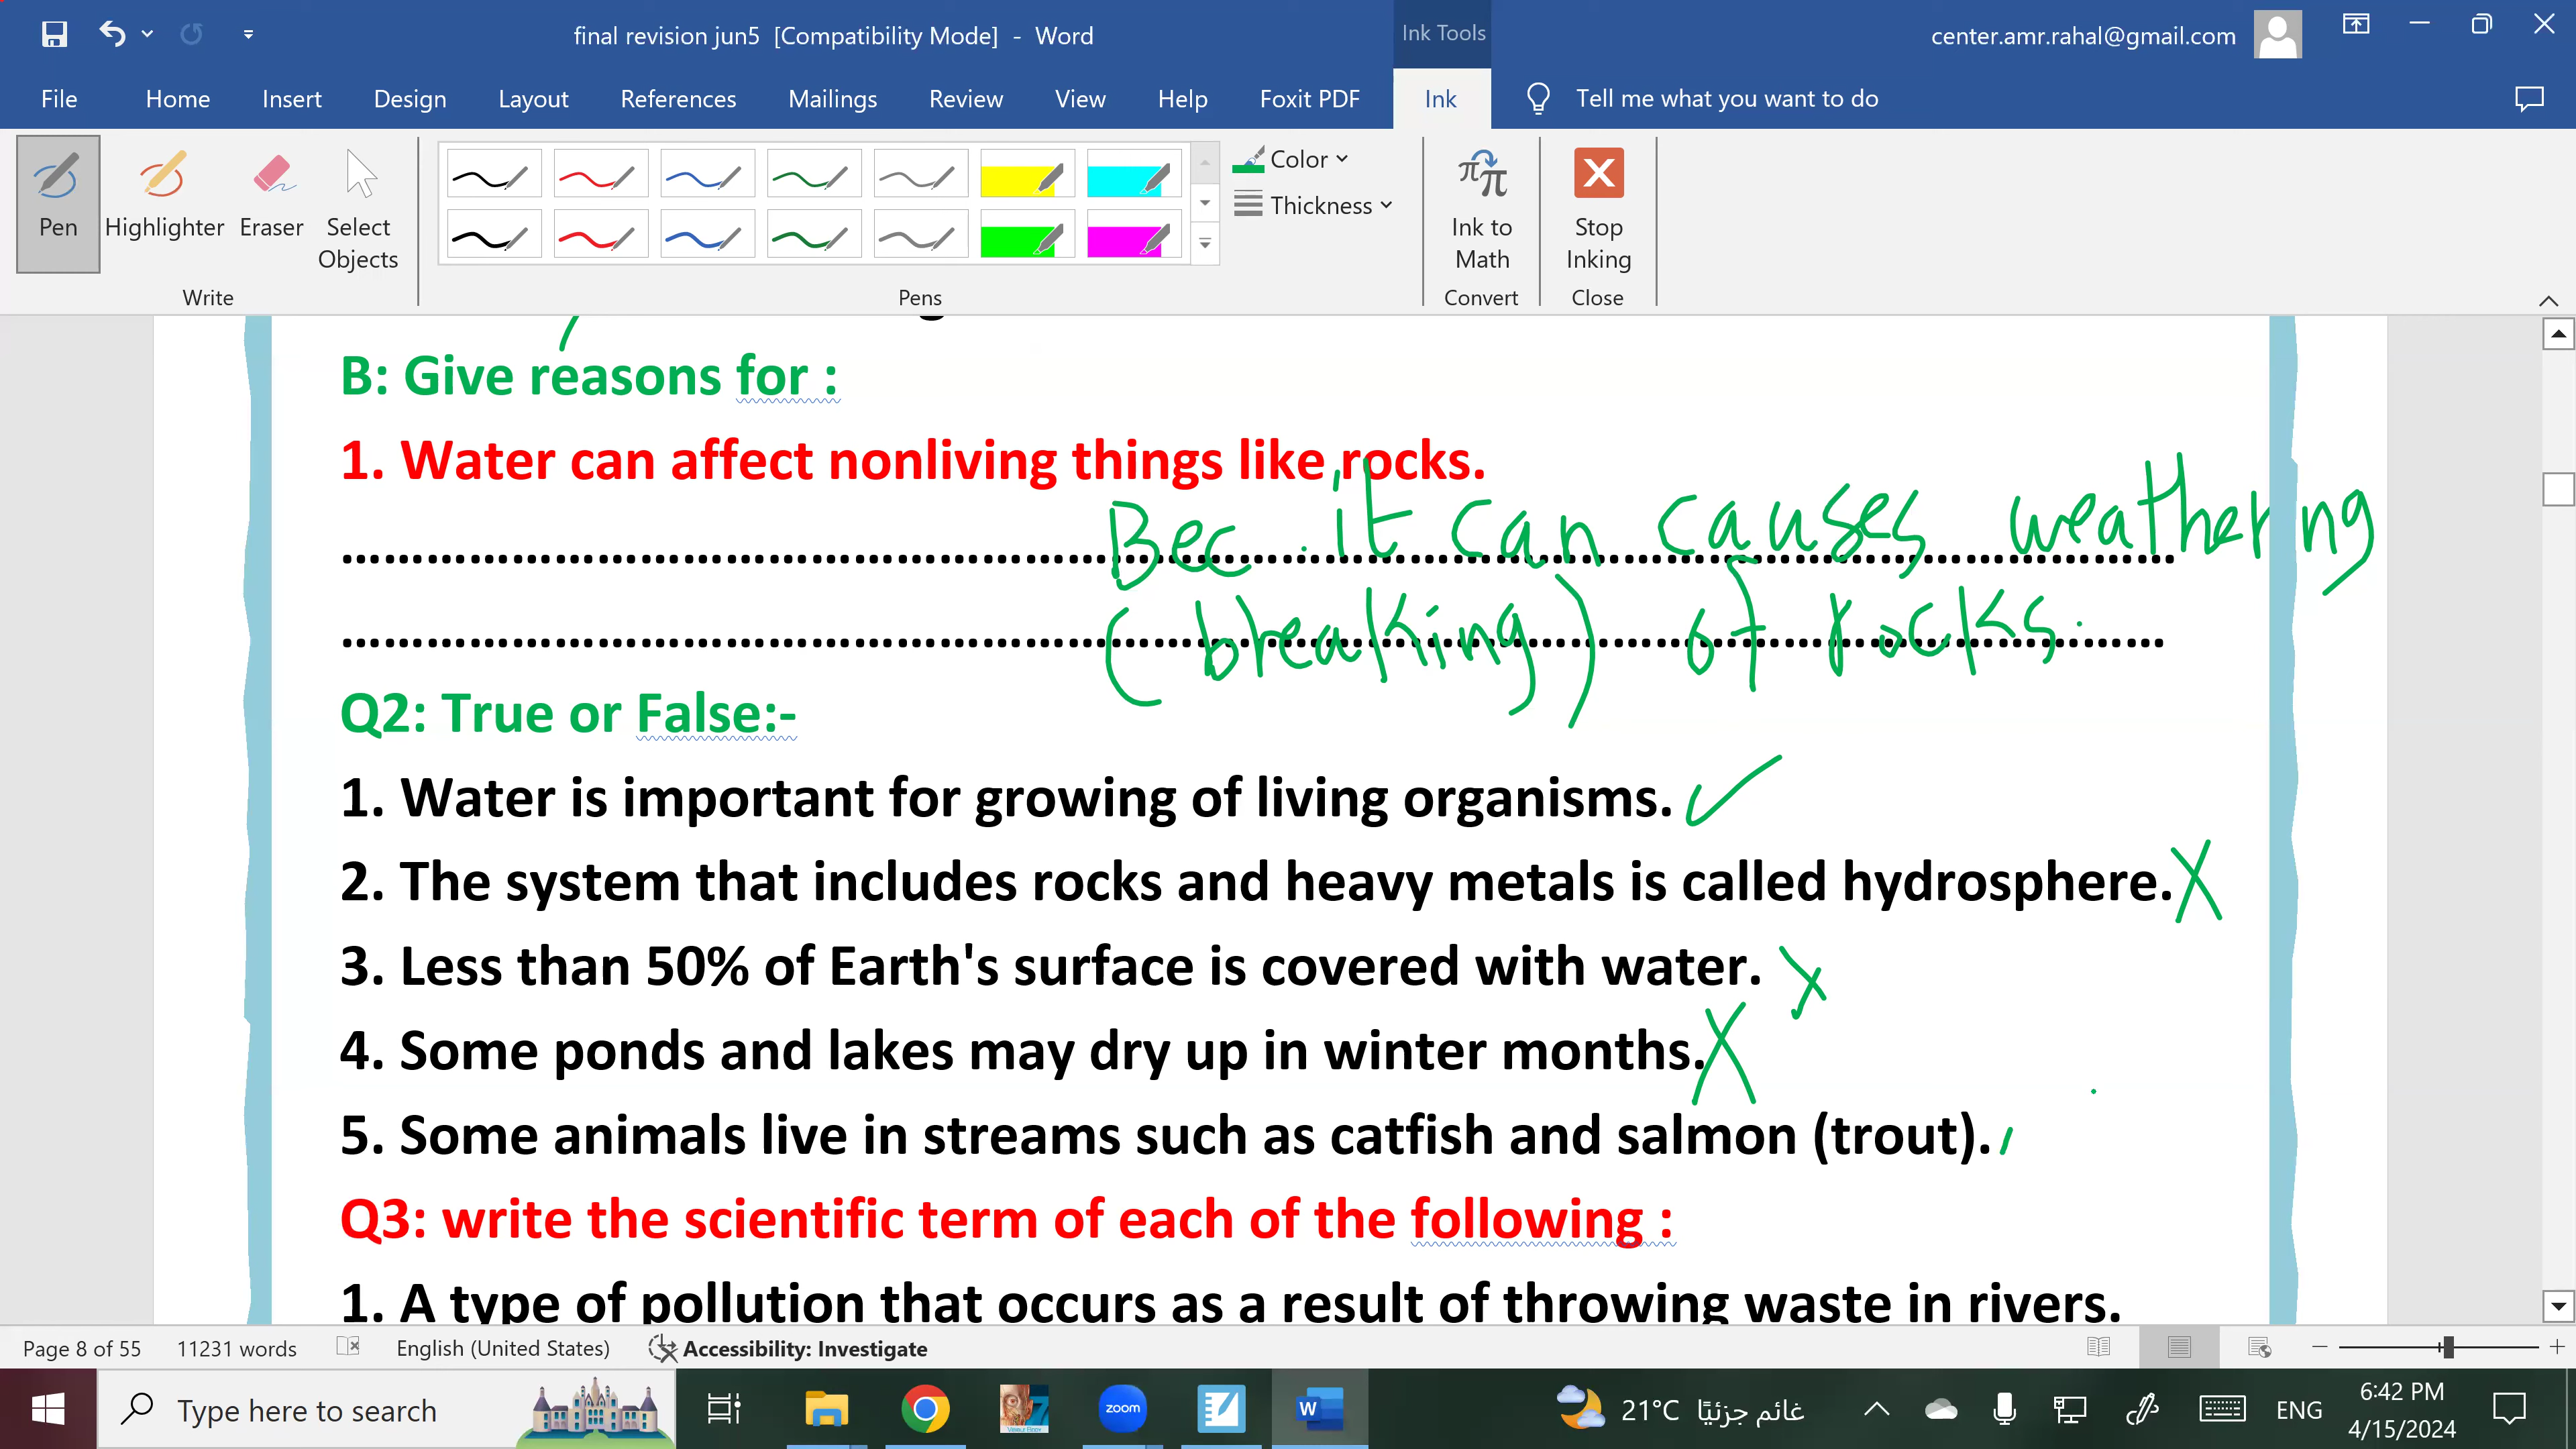 final revision jun5 [Compatibility Mode] - Word
Ink Tools
center.amr.rahal@gmail.com
File Home Insert Design Layout References Mailings Review View Help Foxit PDF Ink Tell me what you want to do
Pen Highlighter Eraser Select Objects
Write
Pens
Color
Thickness
Ink to Math
Convert
Stop Inking
Close
B: Give reasons for :
1. Water can affect nonliving things like rocks.
Bec. it can causes weathering
(breaking) of rocks.
Q2: True or False:-
1. Water is important for growing of living organisms. ✓
2. The system that includes rocks and heavy metals is called hydrosphere. X
3. Less than 50% of Earth's surface is covered with water. X
4. Some ponds and lakes may dry up in winter months. X
5. Some animals live in streams such as catfish and salmon (trout).
Q3: write the scientific term of each of the following :
1. A type of pollution that occurs as a result of throwing waste in rivers.
Page 8 of 55 11231 words English (United States) Accessibility: Investigate
Type here to search
zoom
W
21°C غائم جزئيًا
ENG
6:42 PM
4/15/2024